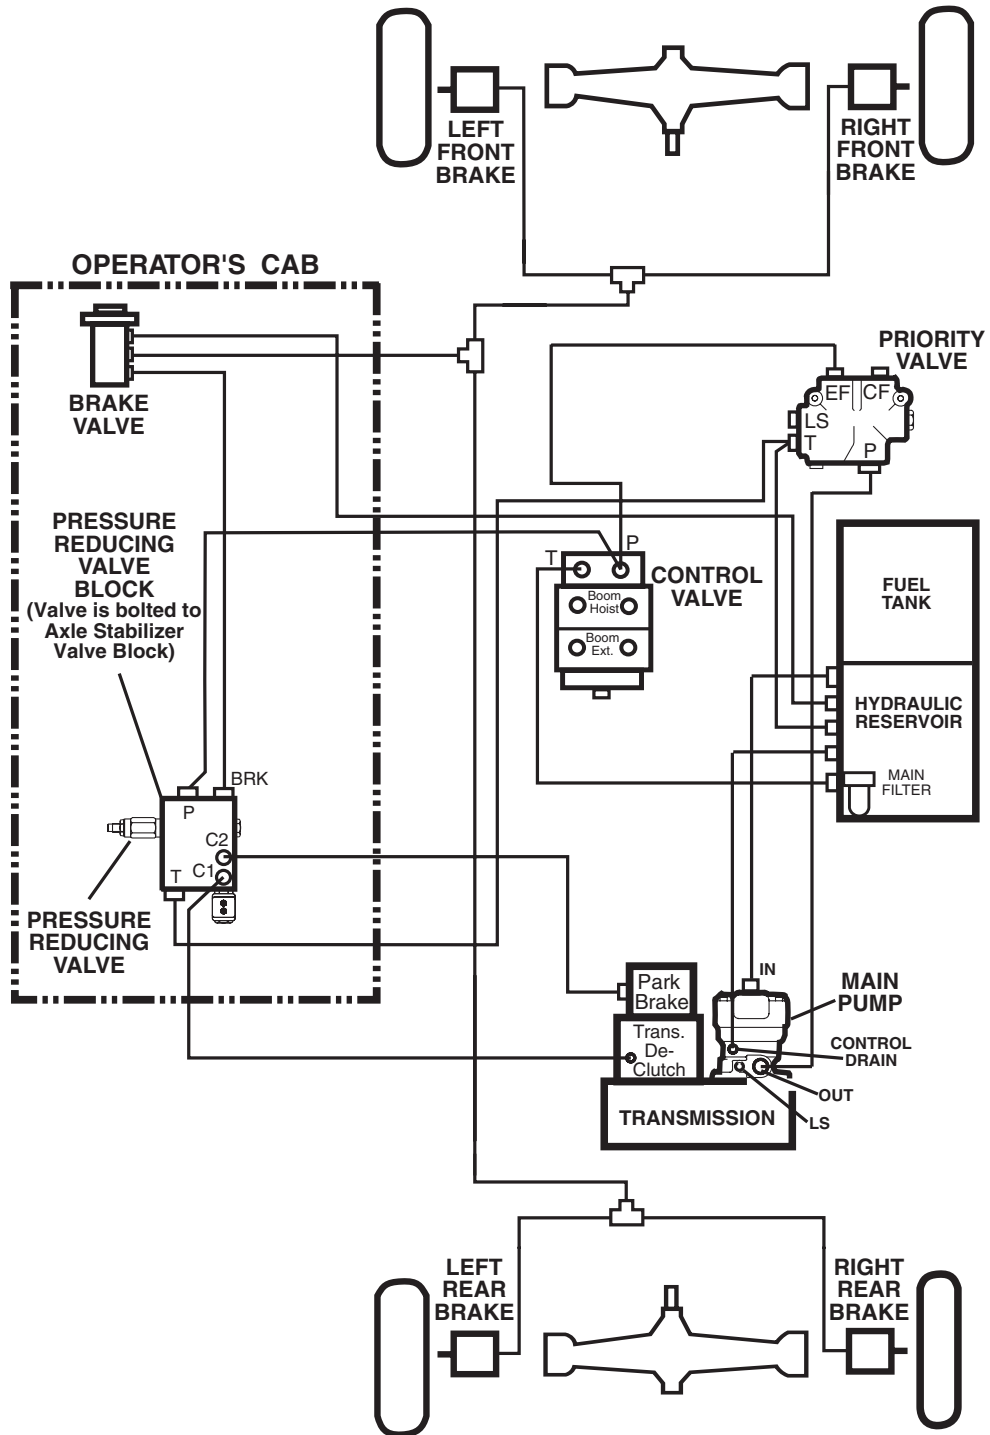 LEFT
FRONT
BRAKE
RIGHT
FRONT
BRAKE
OPERATOR'S CAB
BRAKE
VALVE
PRIORITY
VALVE
EF
CF
LS
T
P
PRESSURE
REDUCING
VALVE
BLOCK
(Valve is bolted to
Axle Stabilizer
Valve Block)
T
P
CONTROL
VALVE
Boom
Hoist
Boom
Ext.
FUEL
TANK
HYDRAULIC
RESERVOIR
MAIN
FILTER
BRK
P
C2
C1
T
PRESSURE
REDUCING
VALVE
Park
Brake
Trans.
De-
Clutch
IN
MAIN
PUMP
CONTROL
DRAIN
OUT
LS
TRANSMISSION
LEFT
REAR
BRAKE
RIGHT
REAR
BRAKE